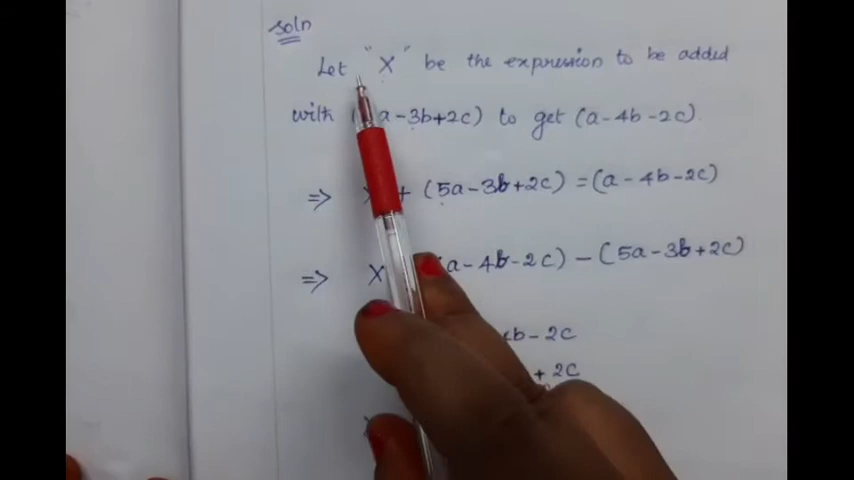 soln
Let "X" be the expression to be added
with a-3b+2c) to get (a-4b-2c).
=> + (5a-3b+2c) = (a-4b-2c)
=> X a-4b-2c) - (5a-3b+2c)
b-2c
+ 2c